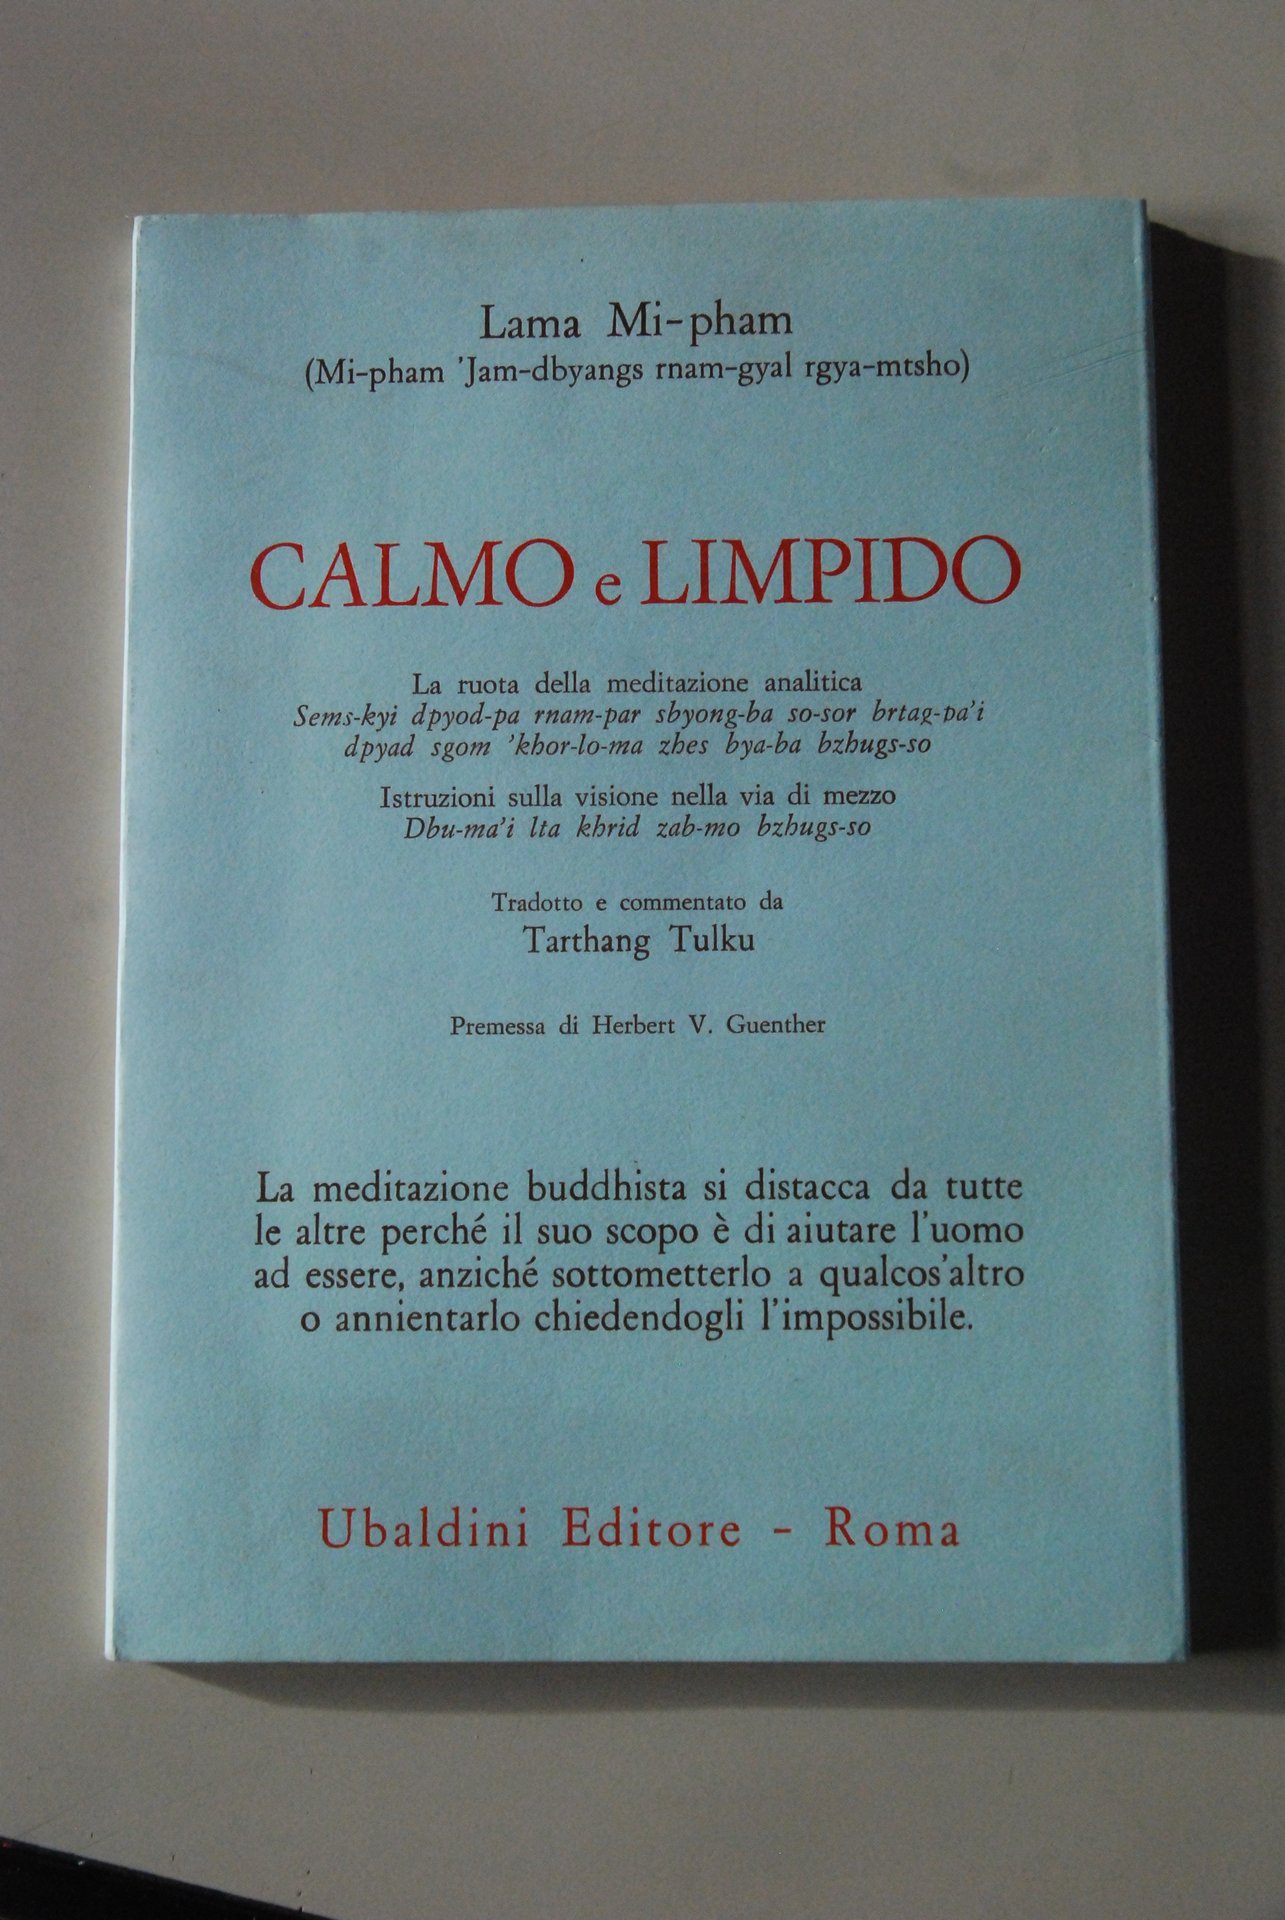 Lama Mi-pham
(Mi-pham 'Jam-dbyangs rnam-gyal rgya-mtsho)
CALMO e LIMPIDO
La ruota della meditazione analitica
Sems-kyi dpyod-pa rnam-par sbyong-ba so-sor brtag-pa'i
dpyad sgom 'khor-lo-ma zhes bya-ba bzhugs-so
Istruzioni sulla visione nella via di mezzo
Dbu-ma'i lta khrid zab-mo bzhugs-so
Tradotto e commentato da
Tarthang Tulku
Premessa di Herbert V. Guenther
La meditazione buddhista si distacca da tutte
le altre perché il suo scopo è di aiutare l'uomo
ad essere, anziché sottometterlo a qualcos'altro
o annientarlo chiedendogli l'impossibile.
Ubaldini Editore - Roma